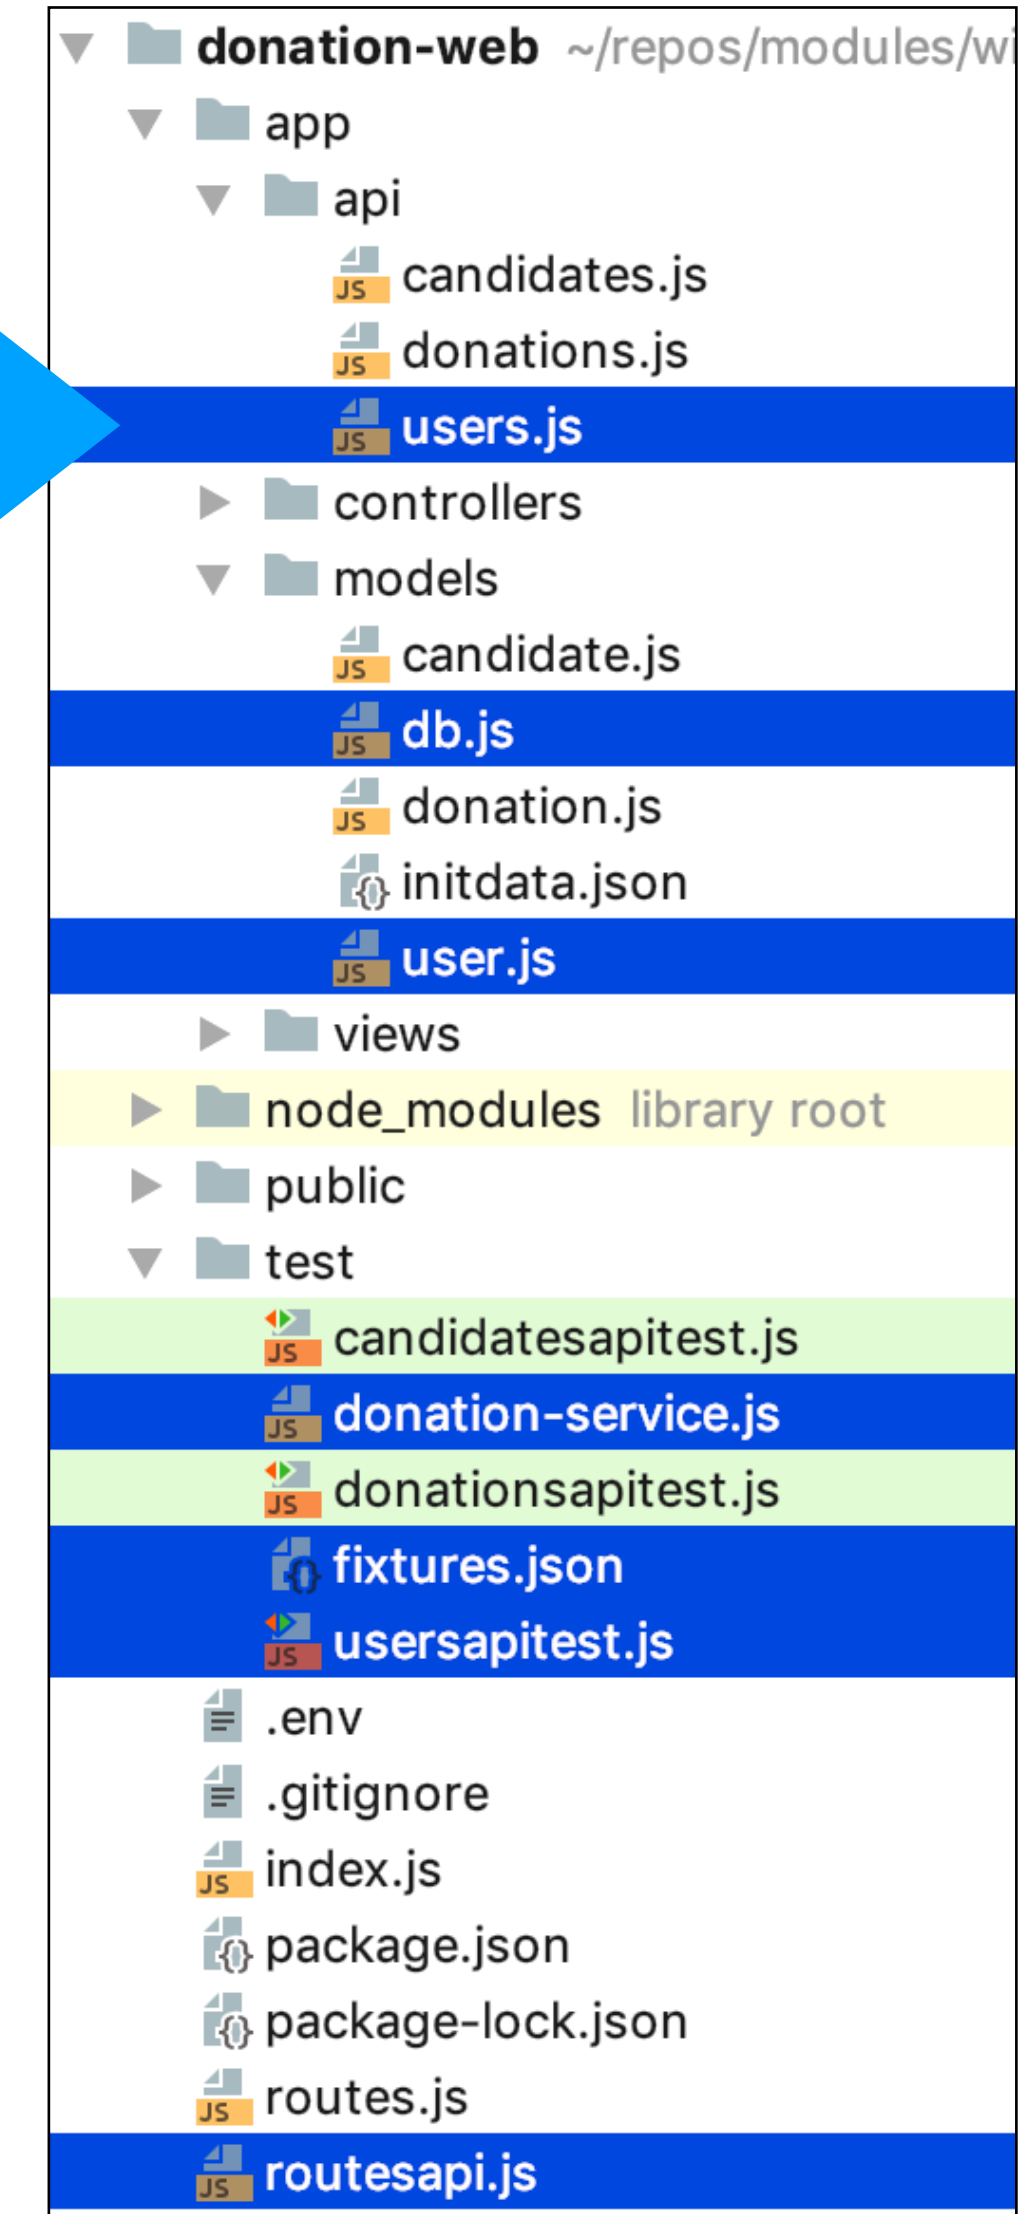 donation-web ~/repos/modules/wi
app
api
JS candidates.js
JS donations.js
JS users.js
controllers
models
JS candidate.js
JS db.js
JS donation.js
{} initdata.json
JS user.js
views
node_modules library root
public
test
JS candidatesapitest.js
JS donation-service.js
JS donationsapitest.js
{} fixtures.json
JS usersapitest.js
.env
.gitignore
JS index.js
{} package.json
{} package-lock.json
JS routes.js
JS routesapi.js